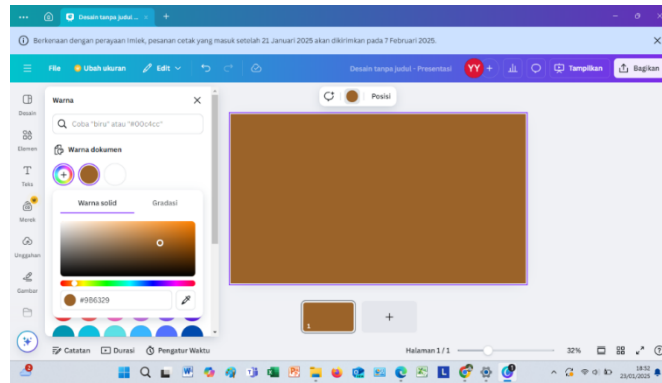 Desain tanpa judul ...
Berkenaan dengan perayaan Imlek, pesanan cetak yang masuk setelah 21 Januari 2025 akan dikirimkan pada 7 Februari 2025.
File
Ubah ukuran
Edit
Desain tanpa judul - Presentasi
YY
Tampilkan
Bagikan
Desain
Elemen
Teks
Merek
Unggahan
Gambar
Warna
Coba "biru" atau "#00c4cc"
Warna dokumen
Warna solid
Gradasi
#9B6329
Posisi
1
Catatan
Durasi
Pengatur Waktu
Halaman 1 / 1
32%
18:52
23/01/2025